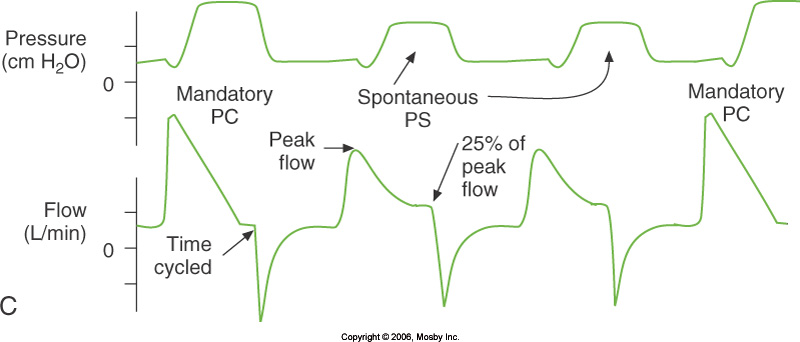 Pressure
(cm H₂O)
0
Mandatory
PC
Spontaneous
PS
Mandatory
PC
Peak
flow
25% of
peak
flow
Flow
(L/min)
0
Time
cycled
C
Copyright © 2006, Mosby Inc.